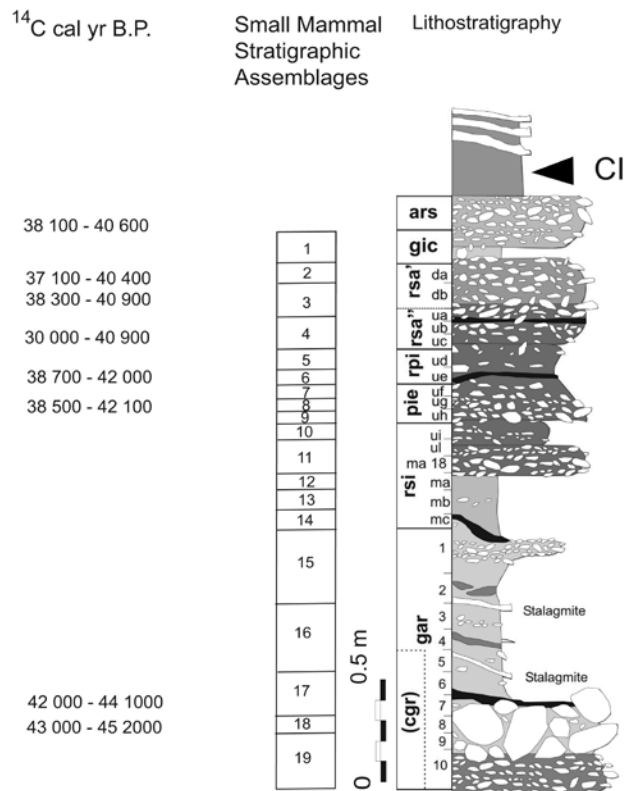 ¹⁴C cal yr B.P.
Small Mammal
Stratigraphic
Assemblages
Lithostratigraphy
CI
38 100 - 40 600
37 100 - 40 400
38 300 - 40 900
30 000 - 40 900
38 700 - 42 000
38 500 - 42 100
42 000 - 44 1000
43 000 - 45 2000
1
2
3
4
5
6
7
8
9
10
11
12
13
14
15
16
17
18
19
0.5 m
0
ars
gic
rsa'
rsa"
rpi
pie
rsi
gar
(cgr)
da
db
ua
ub
uc
ud
ue
uf
ug
uh
ui
ul
ma 18
ma
mb
mc
1
2
3
4
5
6
7
8
9
10
Stalagmite
Stalagmite